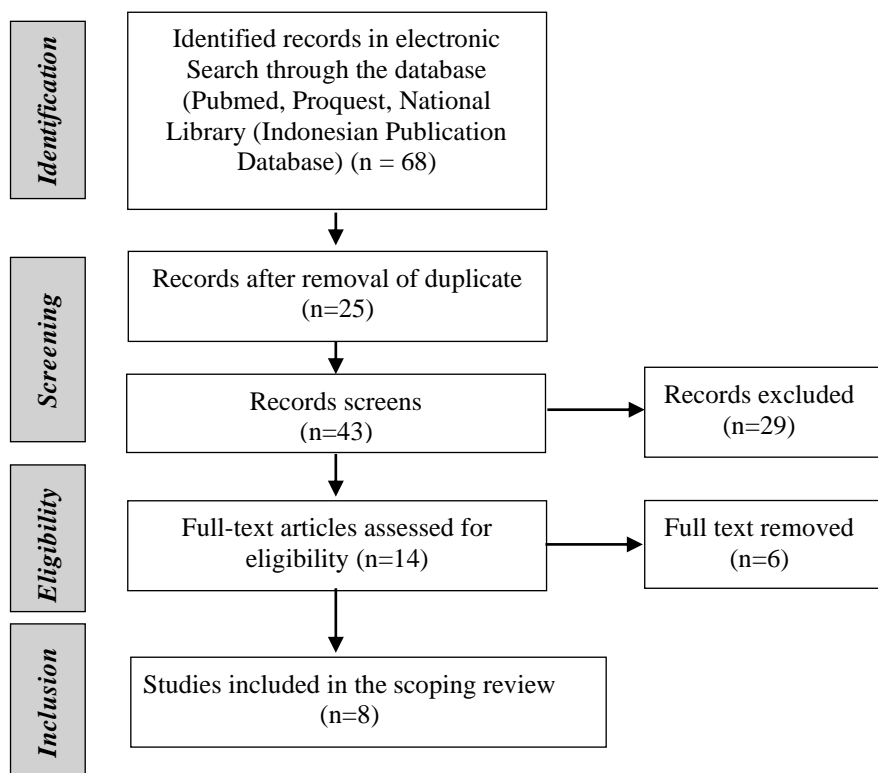 Identification
Identified records in electronic
Search through the database
(Pubmed, Proquest, National
Library (Indonesian Publication
Database) (n = 68)
Screening
Records after removal of duplicate
(n=25)
Records screens
(n=43)
Records excluded
(n=29)
Eligibility
Full-text articles assessed for
eligibility (n=14)
Full text removed
(n=6)
Inclusion
Studies included in the scoping review
(n=8)